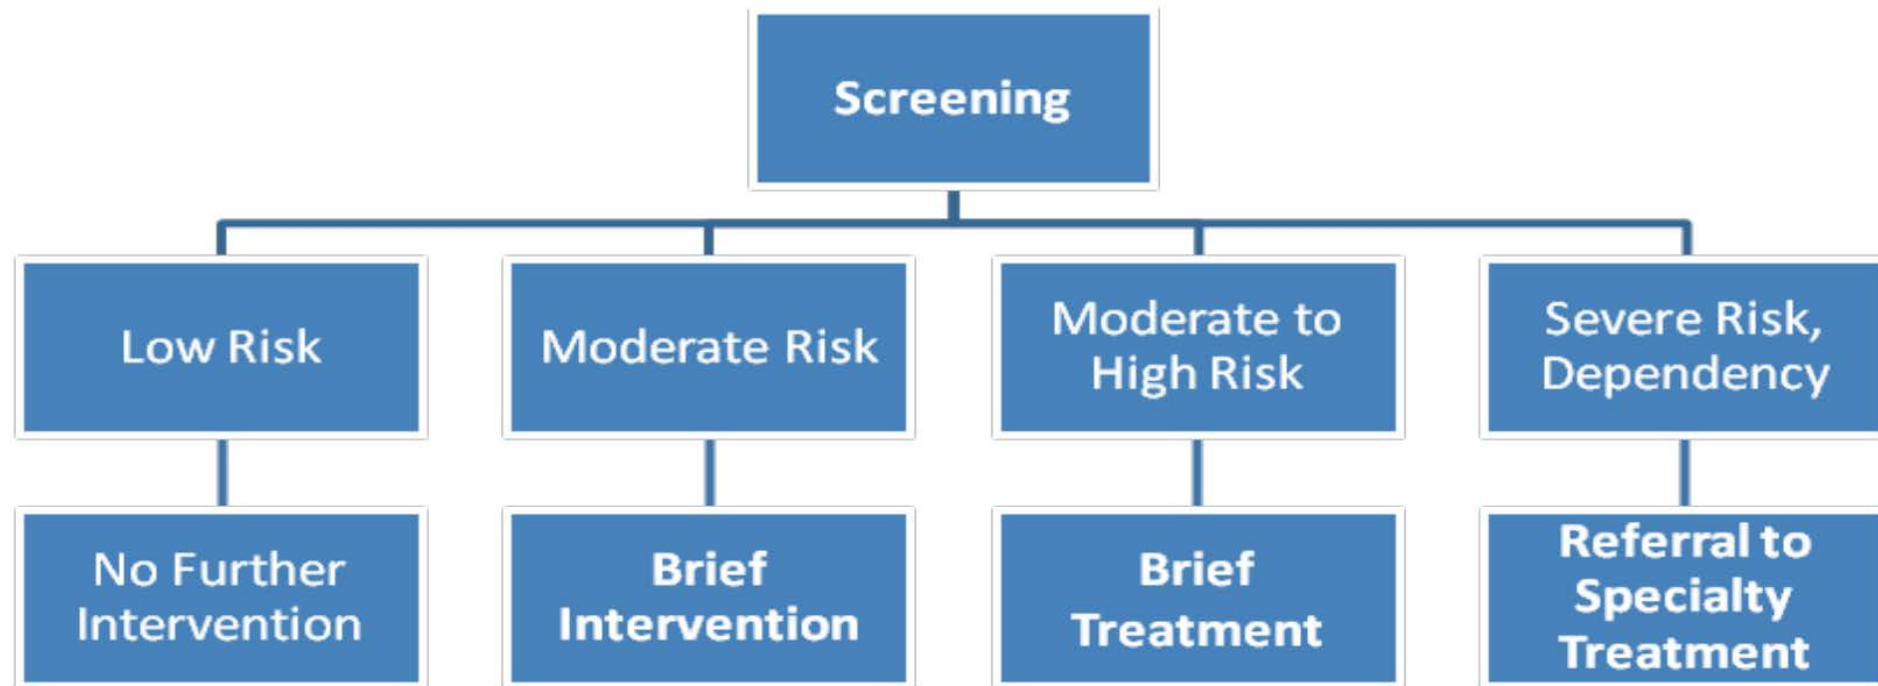 Screening
Low Risk
Moderate Risk
Moderate to
High Risk
Severe Risk,
Dependency
No Further
Intervention
Brief
Intervention
Brief
Treatment
Referral to
Specialty
Treatment